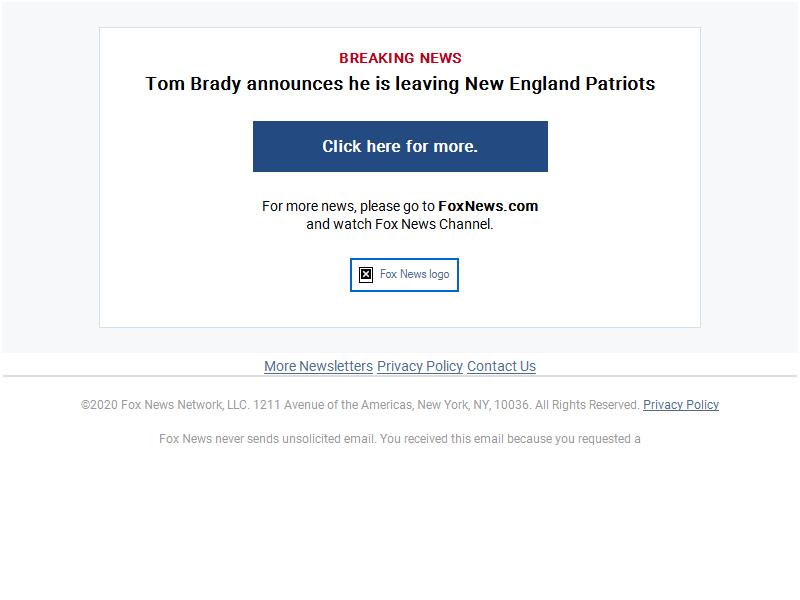 BREAKING NEWS
Tom Brady announces he is leaving New England Patriots
Click here for more.
For more news, please go to FoxNews.com
and watch Fox News Channel.
Fox News logo
More Newsletters Privacy Policy Contact Us
©2020 Fox News Network, LLC. 1211 Avenue of the Americas, New York, NY, 10036. All Rights Reserved. Privacy Policy
Fox News never sends unsolicited email. You received this email because you requested a